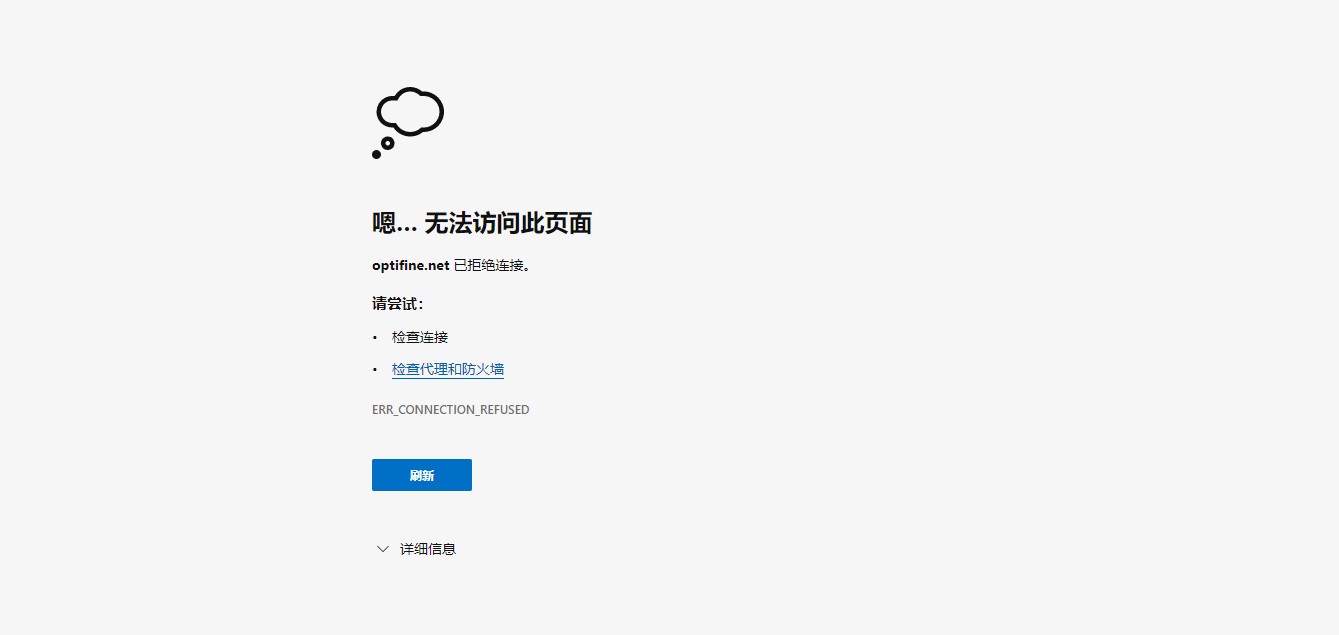 嗯… 无法访问此页面
optifine.net 已拒绝连接。
请尝试：
• 检查连接
• 检查代理和防火墙
ERR_CONNECTION_REFUSED
刷新
详细信息